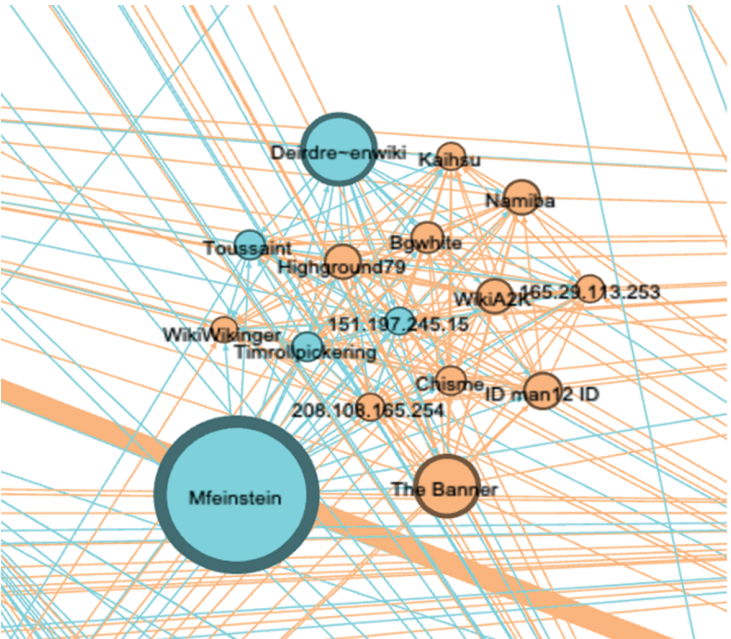 Deirdre~enwiki
Kaihsu
Namiba
Toussaint
Bgwhite
Highground79
WikiA2K
165.29.113.253
151.197.245.15
WikiWikinger
Timrollpickering
Chisme
ID man12 ID
208.108.165.254
The Banner
Mfeinstein